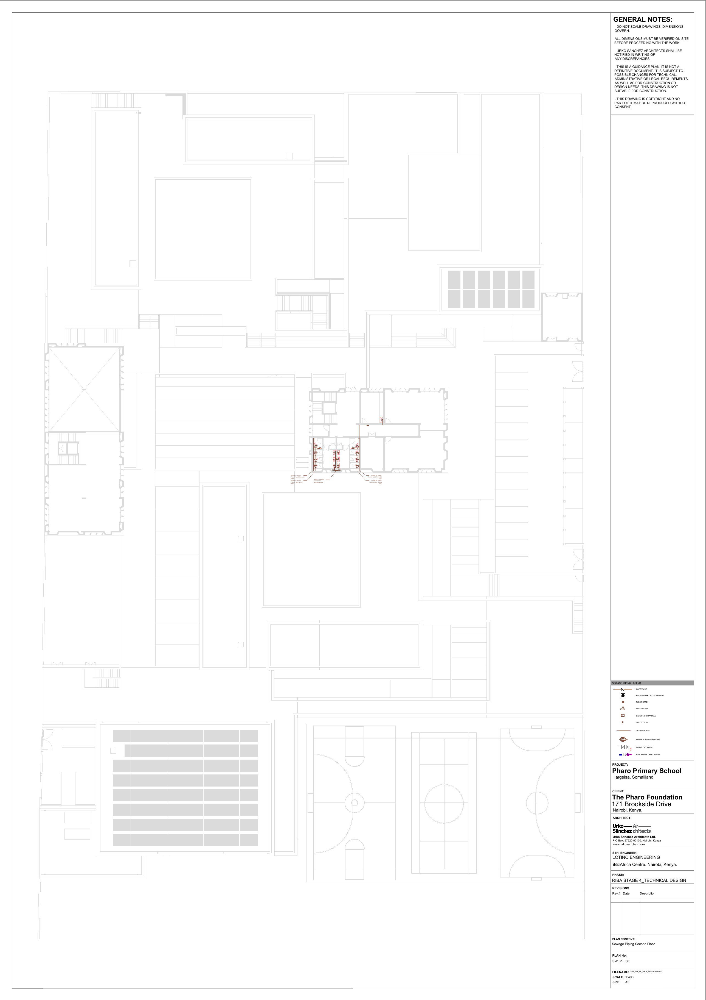 GENERAL NOTES:
- DO NOT SCALE DRAWINGS. DIMENSIONS
GOVERN.
ALL DIMENSIONS MUST BE VERIFIED ON SITE
BEFORE PROCEEDING WITH THE WORK.
- URKO SANCHEZ ARCHITECTS SHALL BE
NOTIFIED IN WRITING OF
ANY DISCREPANCIES.
- THIS IS A GUIDANCE PLAN, IT IS NOT A
DEFINITIVE DOCUMENT. IT IS SUBJECT TO
POSSIBLE CHANGES FOR TECHNICAL,
ADMINISTRATIVE OR LEGAL REQUIREMENTS
AS WELL AS FOR CONSTRUCTION OR
DESIGN NEEDS. THIS DRAWING IS NOT
SUITABLE FOR CONSTRUCTION.
- THIS DRAWING IS COPYRIGHT AND NO
PART OF IT MAY BE REPRODUCED WITHOUT
CONSENT.
SEWAGE PIPING LEGEND
GATE VALVE
RSAIN WATER OUTLET FELBORA
FLOOR DRAIN
RODDING EYE
INSPECTION MANHOLE
GULLEY TRAP
DRAINAGE PIPE
WATER PUMP (as described)
BALL/FLOAT VALVE
BULK WATER CHECK METER
PROJECT:
Pharo Primary School
Hargeisa, Somaliland
CLIENT:
The Pharo Foundation
171 Brookside Drive
Nairobi, Kenya.
ARCHITECT:
Urko Ar
Sánchez chitects
Urko Sanchez Architects Ltd.
P.O.Box: 27220-00100. Nairobi, Kenya
www.urkosanchez.com
STR. ENGINEER:
LOTINO ENGINEERING
iBizAfrica Centre. Nairobi, Kenya.
PHASE:
RIBA STAGE 4_TECHNICAL DESIGN
REVISIONS:
Rev.# Date Description
PLAN CONTENT:
Sewage Piping Second Floor
PLAN No:
SW_PL_SF
FILENAME: TPF_TD_PL_MEP_SEWAGE.DWG
SCALE: 1:400
SIZE: A3